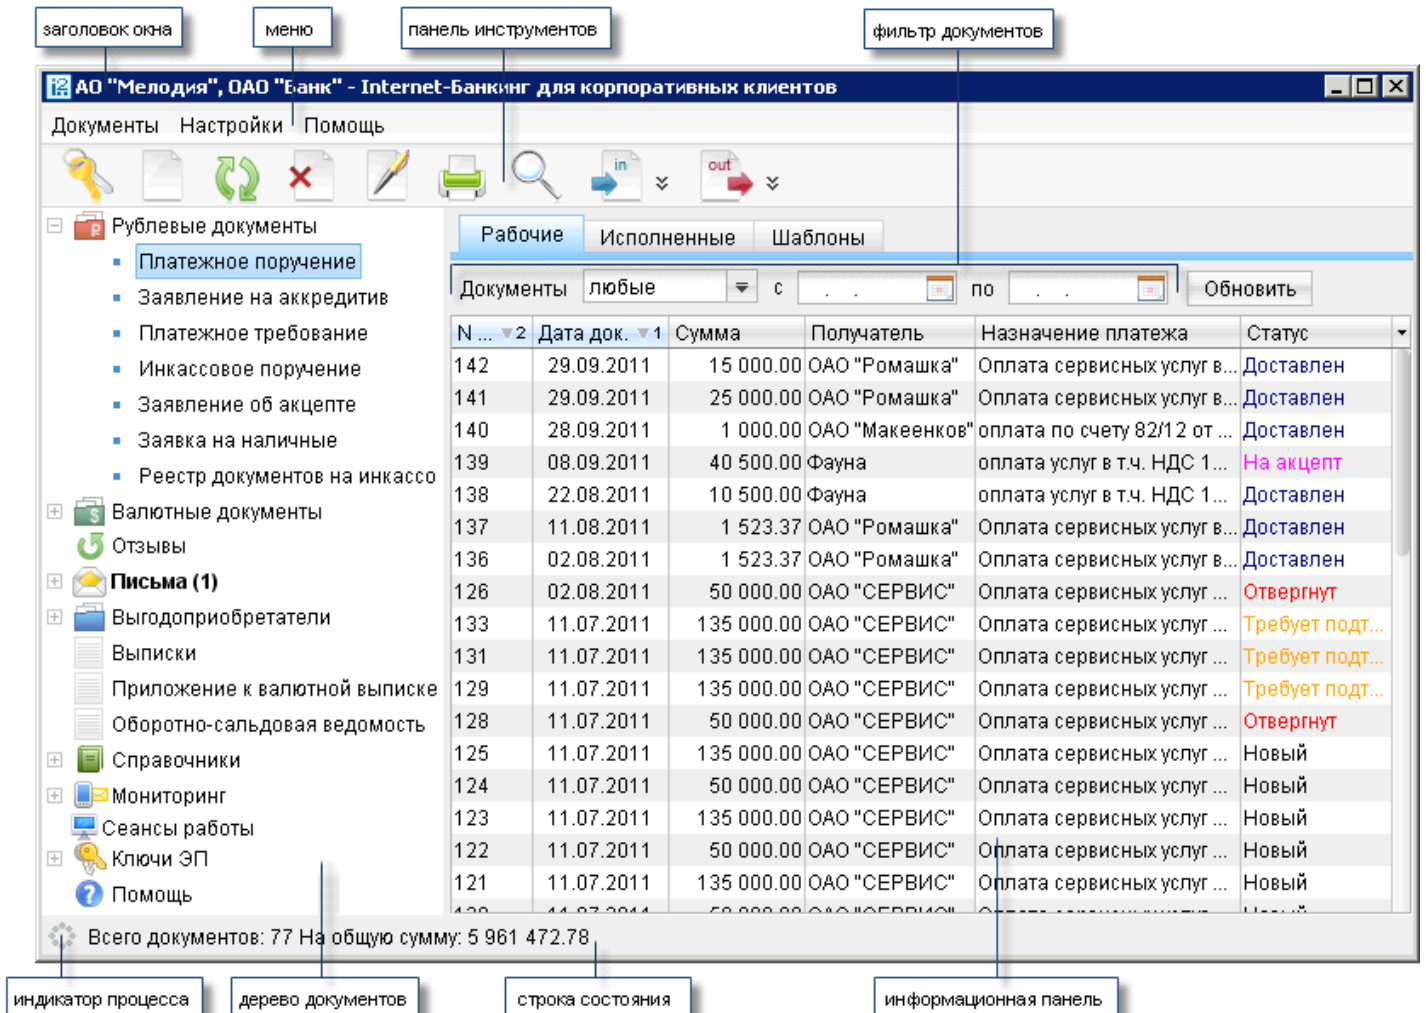 заголовок окна
меню
панель инструментов
фильтр документов
АО "Мелодия", ОАО "Банк" - Internet-Банкинг для корпоративных клиентов
Документы Настройки Помощь
in
out
Рублевые документы
Платежное поручение
Заявление на аккредитив
Платежное требование
Инкассовое поручение
Заявление об акцепте
Заявка на наличные
Реестр документов на инкассо
Валютные документы
Отзывы
Письма (1)
Выгодоприобретатели
Выписки
Приложение к валютной выписке
Оборотно-сальдовая ведомость
Справочники
Мониторинг
Сеансы работы
Ключи ЭП
Помощь
Рабочие Исполненные Шаблоны
Документы любые с . . по . . Обновить
N ... 2 Дата док. 1 Сумма Получатель Назначение платежа Статус
142 29.09.2011 15 000.00 ОАО "Ромашка" Оплата сервисных услуг в... Доставлен
141 29.09.2011 25 000.00 ОАО "Ромашка" Оплата сервисных услуг в... Доставлен
140 28.09.2011 1 000.00 ОАО "Макеенков" оплата по счету 82/12 от ... Доставлен
139 08.09.2011 40 500.00 Фауна оплата услуг в т.ч. НДС 1... На акцепт
138 22.08.2011 10 500.00 Фауна оплата услуг в т.ч. НДС 1... Доставлен
137 11.08.2011 1 523.37 ОАО "Ромашка" Оплата сервисных услуг в... Доставлен
136 02.08.2011 1 523.37 ОАО "Ромашка" Оплата сервисных услуг в... Доставлен
126 02.08.2011 50 000.00 ОАО "СЕРВИС" Оплата сервисных услуг ... Отвергнут
133 11.07.2011 135 000.00 ОАО "СЕРВИС" Оплата сервисных услуг ... Требует подт...
131 11.07.2011 135 000.00 ОАО "СЕРВИС" Оплата сервисных услуг ... Требует подт...
129 11.07.2011 135 000.00 ОАО "СЕРВИС" Оплата сервисных услуг ... Требует подт...
128 11.07.2011 50 000.00 ОАО "СЕРВИС" Оплата сервисных услуг ... Отвергнут
125 11.07.2011 135 000.00 ОАО "СЕРВИС" Оплата сервисных услуг ... Новый
124 11.07.2011 50 000.00 ОАО "СЕРВИС" Оплата сервисных услуг ... Новый
123 11.07.2011 135 000.00 ОАО "СЕРВИС" Оплата сервисных услуг ... Новый
122 11.07.2011 50 000.00 ОАО "СЕРВИС" Оплата сервисных услуг ... Новый
121 11.07.2011 135 000.00 ОАО "СЕРВИС" Оплата сервисных услуг ... Новый
Всего документов: 77 На общую сумму: 5 961 472.78
индикатор процесса
дерево документов
строка состояния
информационная панель